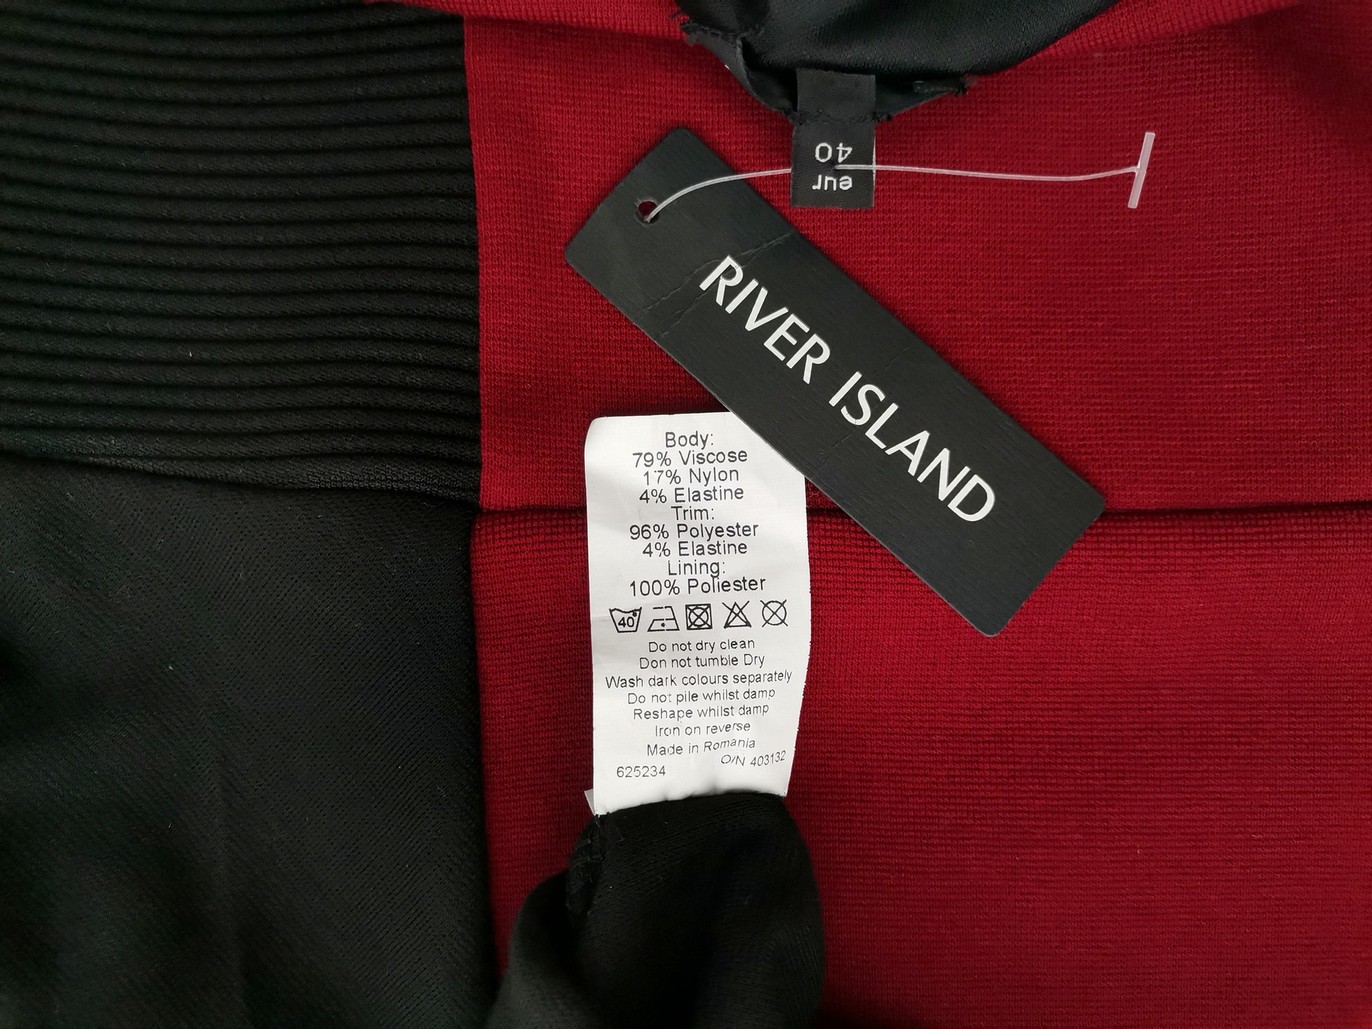 eur
40
RIVER ISLAND
Body:
79% Viscose
17% Nylon
4% Elastine
Trim:
96% Polyester
4% Elastine
Lining:
100% Poliester
40°
Do not dry clean
Don not tumble Dry
Wash dark colours separately
Do not pile whilst damp
Reshape whilst damp
Iron on reverse
Made in Romania
625234 O/N 403132